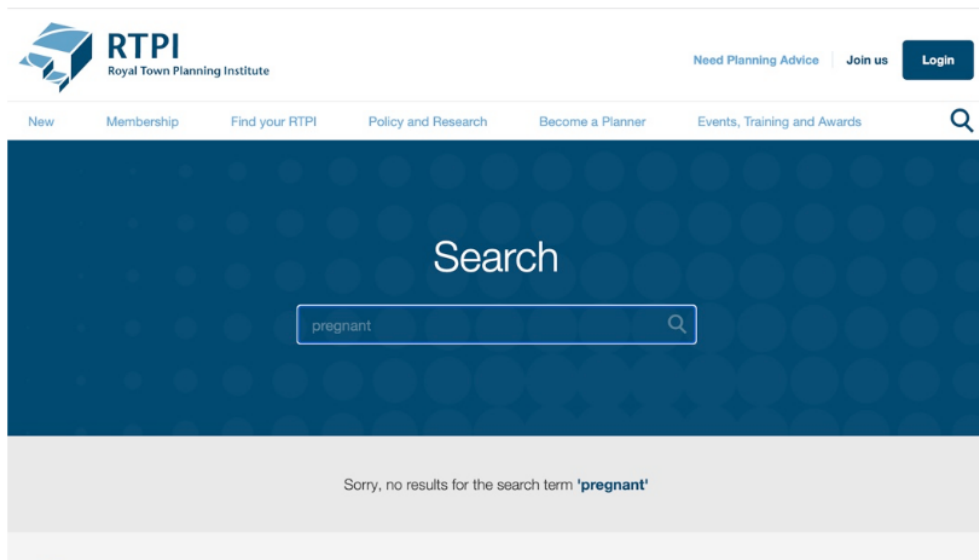 RTPI
Royal Town Planning Institute
Need Planning Advice Join us Login
New Membership Find your RTPI Policy and Research Become a Planner Events, Training and Awards
Search
pregnant
Sorry, no results for the search term 'pregnant'